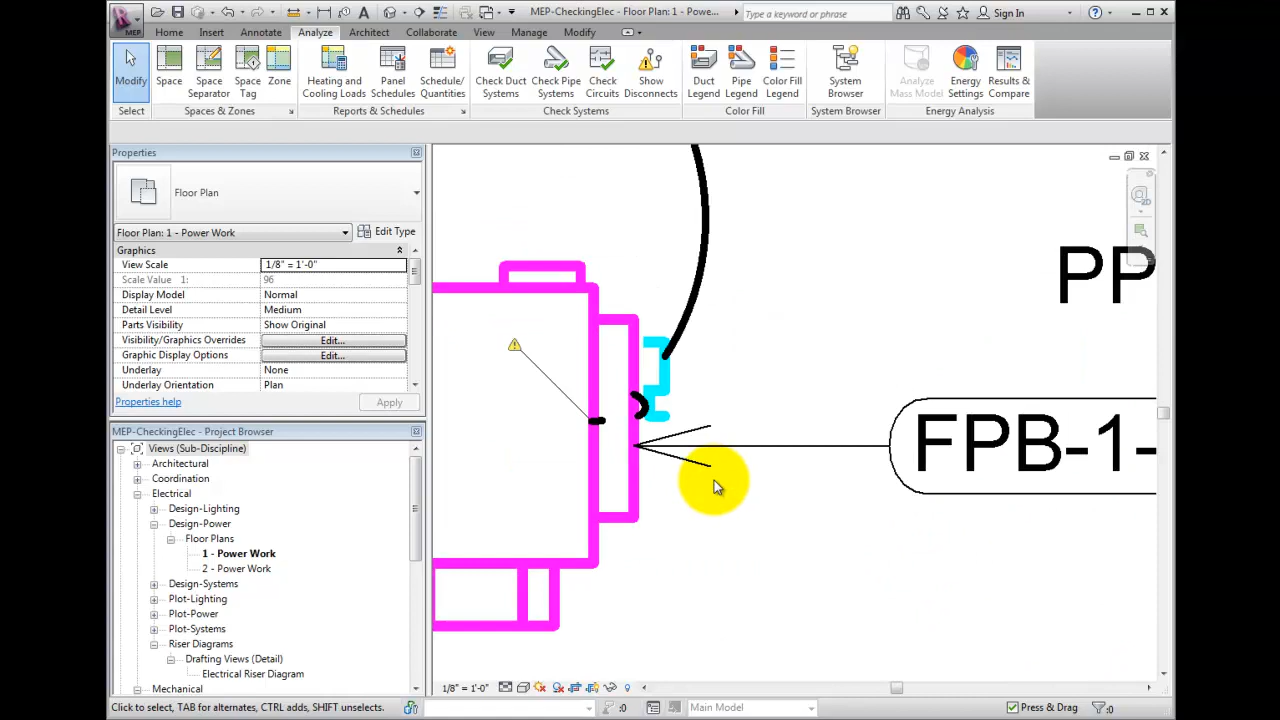 MEP-CheckingElec - Floor Plan: 1 - Powe...
Type a keyword or phrase
Sign In
MEP
Home
Insert
Annotate
Analyze
Architect
Collaborate
View
Manage
Modify
Modify
Space
Space Separator
Space Tag
Zone
Heating and Cooling Loads
Panel Schedules
Schedule/ Quantities
Check Duct Systems
Check Pipe Systems
Check Circuits
Show Disconnects
Duct Legend
Pipe Legend
Color Fill Legend
System Browser
Analyze Mass Model
Energy Settings
Results & Compare
Select
Spaces & Zones
Reports & Schedules
Check Systems
Color Fill
System Browser
Energy Analysis
Properties
Floor Plan
Floor Plan: 1 - Power Work
Edit Type
Graphics
View Scale 1/8" = 1'-0"
Scale Value 1: 96
Display Model Normal
Detail Level Medium
Parts Visibility Show Original
Visibility/Graphics Overrides Edit...
Graphic Display Options Edit...
Underlay None
Underlay Orientation Plan
Properties help
Apply
MEP-CheckingElec - Project Browser
Views (Sub-Discipline)
Architectural
Coordination
Electrical
Design-Lighting
Design-Power
Floor Plans
1 - Power Work
2 - Power Work
Design-Systems
Plot-Lighting
Plot-Power
Plot-Systems
Riser Diagrams
Drafting Views (Detail)
Electrical Riser Diagram
Mechanical
2D
PP
FPB-1-
1/8" = 1'-0"
Click to select, TAB for alternates, CTRL adds, SHIFT unselects.
:0
Main Model
Press & Drag
:0